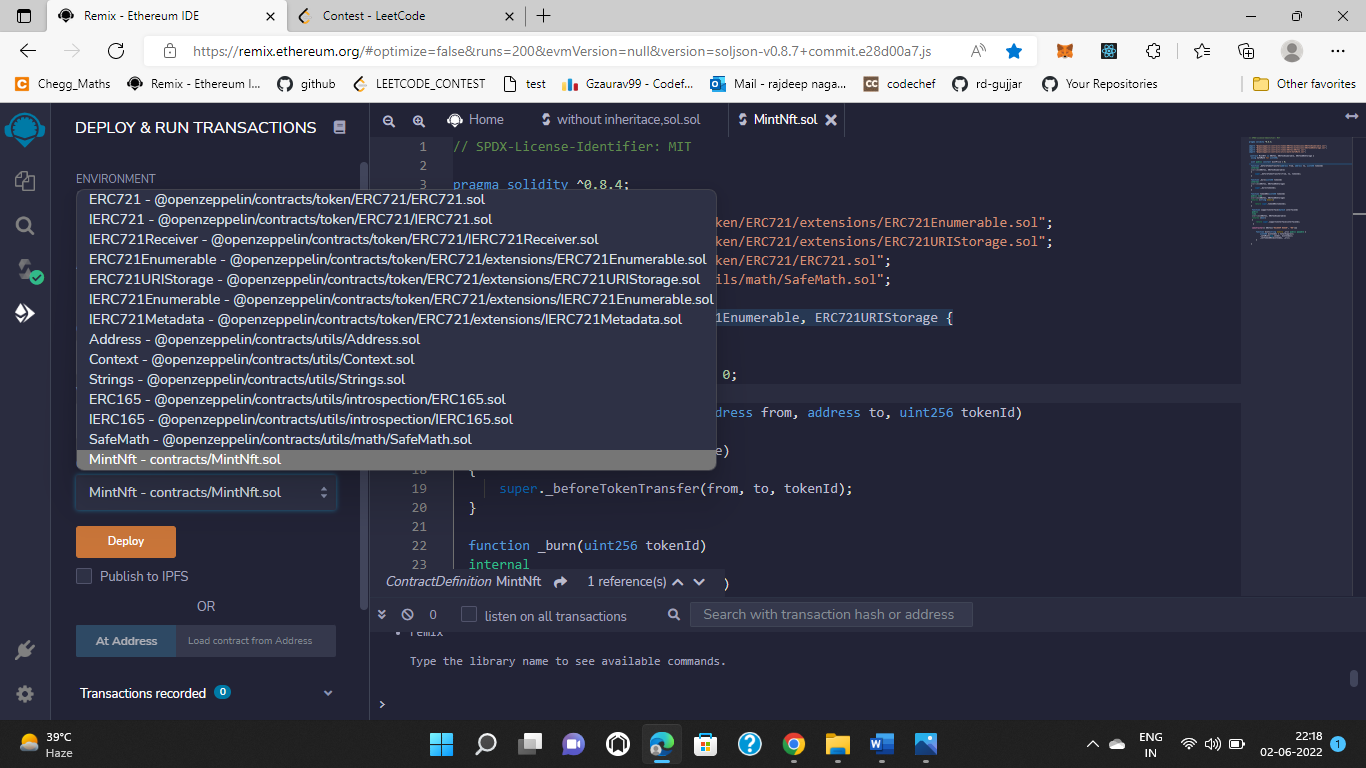 Remix - Ethereum IDE
Contest - LeetCode
https://remix.ethereum.org/#optimize=false&runs=200&evmVersion=null&version=soljson-v0.8.7+commit.e28d00a7.js
Chegg_Maths
Remix - Ethereum I...
github
LEETCODE_CONTEST
test
Gzaurav99 - Codef...
Mail - rajdeep naga...
codechef
rd-gujjar
Your Repositories
Other favorites
DEPLOY & RUN TRANSACTIONS
Home
without inheritace,sol.sol
MintNft.sol
ENVIRONMENT
ERC721 - @openzeppelin/contracts/token/ERC721/ERC721.sol
IERC721 - @openzeppelin/contracts/token/ERC721/IERC721.sol
IERC721Receiver - @openzeppelin/contracts/token/ERC721/IERC721Receiver.sol
ERC721Enumerable - @openzeppelin/contracts/token/ERC721/extensions/ERC721Enumerable.sol
ERC721URIStorage - @openzeppelin/contracts/token/ERC721/extensions/ERC721URIStorage.sol
IERC721Enumerable - @openzeppelin/contracts/token/ERC721/extensions/IERC721Enumerable.sol
IERC721Metadata - @openzeppelin/contracts/token/ERC721/extensions/IERC721Metadata.sol
Address - @openzeppelin/contracts/utils/Address.sol
Context - @openzeppelin/contracts/utils/Context.sol
Strings - @openzeppelin/contracts/utils/Strings.sol
ERC165 - @openzeppelin/contracts/utils/introspection/ERC165.sol
IERC165 - @openzeppelin/contracts/utils/introspection/IERC165.sol
SafeMath - @openzeppelin/contracts/utils/math/SafeMath.sol
MintNft - contracts/MintNft.sol
MintNft - contracts/MintNft.sol
Deploy
Publish to IPFS
OR
At Address
Load contract from Address
Transactions recorded 0
1 // SPDX-License-Identifier: MIT
2
3 pragma solidity ^0.8.4;
ken/ERC721/extensions/ERC721Enumerable.sol";
ken/ERC721/extensions/ERC721URIStorage.sol";
ken/ERC721/ERC721.sol";
ils/math/SafeMath.sol";
1Enumerable, ERC721URIStorage {
0;
dress from, address to, uint256 tokenId)
e)
18 {
19 super._beforeTokenTransfer(from, to, tokenId);
20 }
21
22 function _burn(uint256 tokenId)
23 internal
ContractDefinition MintNft
1 reference(s)
)
0
listen on all transactions
Search with transaction hash or address
remix
Type the library name to see available commands.
>
39°C
Haze
ENG
IN
22:18
02-06-2022
1